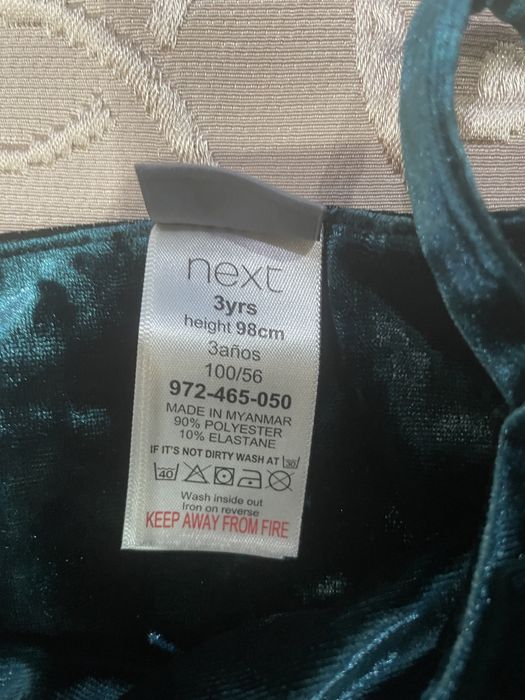 next
3yrs
height 98cm
3años
100/56
972-465-050
MADE IN MYANMAR
90% POLYESTER
10% ELASTANE
IF IT'S NOT DIRTY WASH AT 30
40
Wash inside out
Iron on reverse
KEEP AWAY FROM FIRE